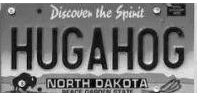 Discover the Spirit
HUGAHOG
NORTH DAKOTA
PEACE GARDEN STATE